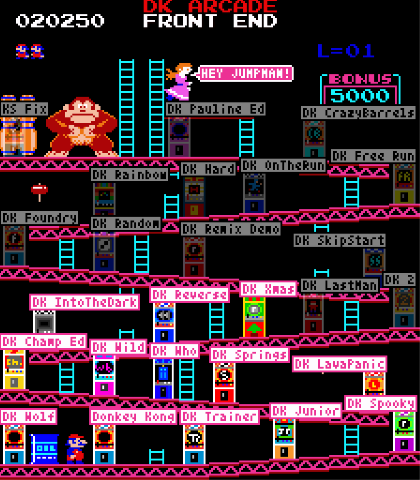 DK ARCADE
020250 FRONT END
L=01
HEY JUMPMAN!
BONUS
5000
KS Fix
DK Pauline Ed
DK CrazyBarrels
DK Free Run
DK Rainbow
DK Hard
DK OnTheRun
DK Foundry
DK Random
DK Remix Demo
DK SkipStart
DK LastMan
DK 2
DK IntoTheDark
DK Reverse
DK Xmas
DK Champ Ed
DK Wild
DK Who
DK Springs
DK LavaPanic
DK Wolf
OIL
Donkey Kong
DK Trainer
DK Junior
DK Spooky